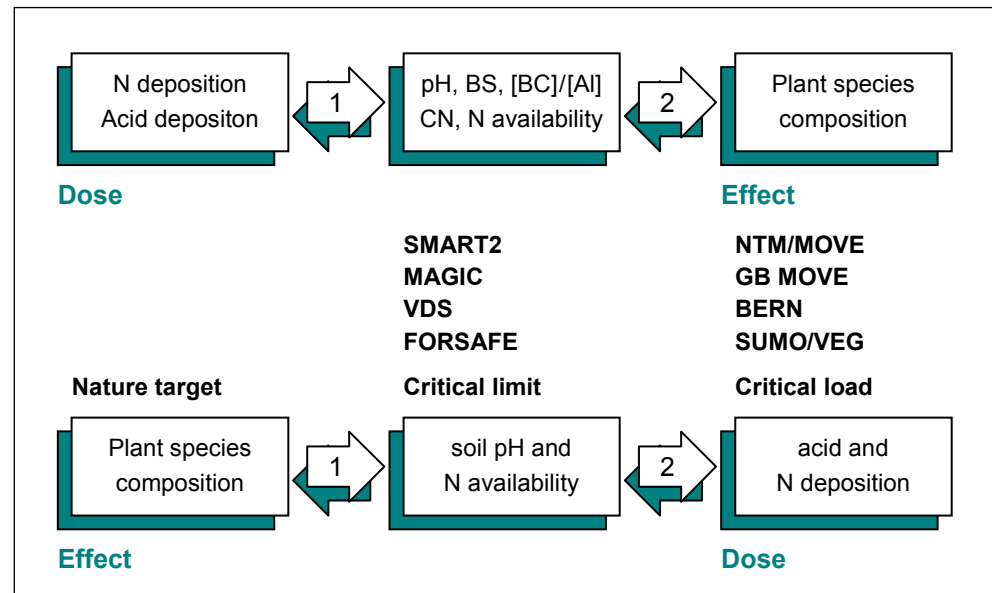 N deposition
Acid depositon
1
pH, BS, [BC]/[Al]
CN, N availability
2
Plant species
composition
Dose
Effect
SMART2
NTM/MOVE
MAGIC
GB MOVE
VDS
BERN
FORSAFE
SUMO/VEG
Nature target
Critical limit
Critical load
Plant species
composition
1
soil pH and
N availability
2
acid and
N deposition
Effect
Dose